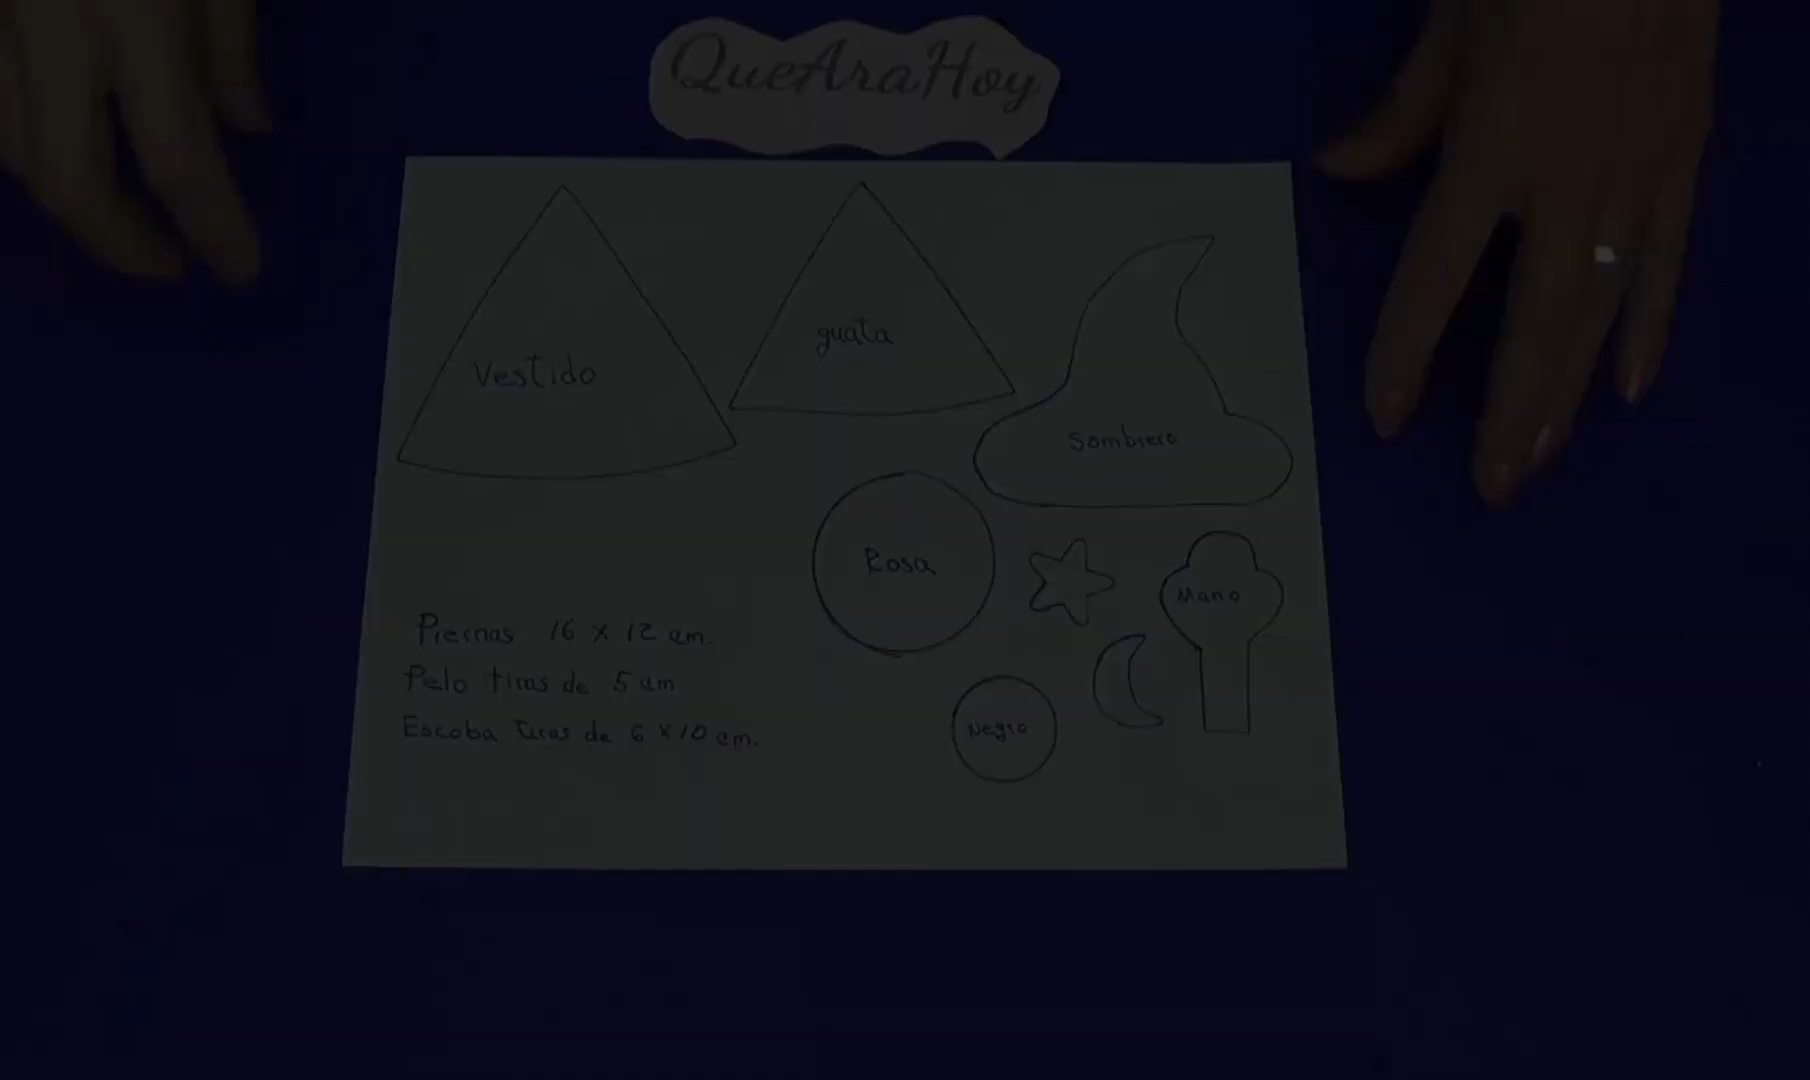 QueAraHoy
Vestido
guata
Sombrero
Rosa
Mano
Negro
Piernas 16 x 12 cm.
Pelo tiras de 5 cm
Escoba tiras de 6 x 10 cm.